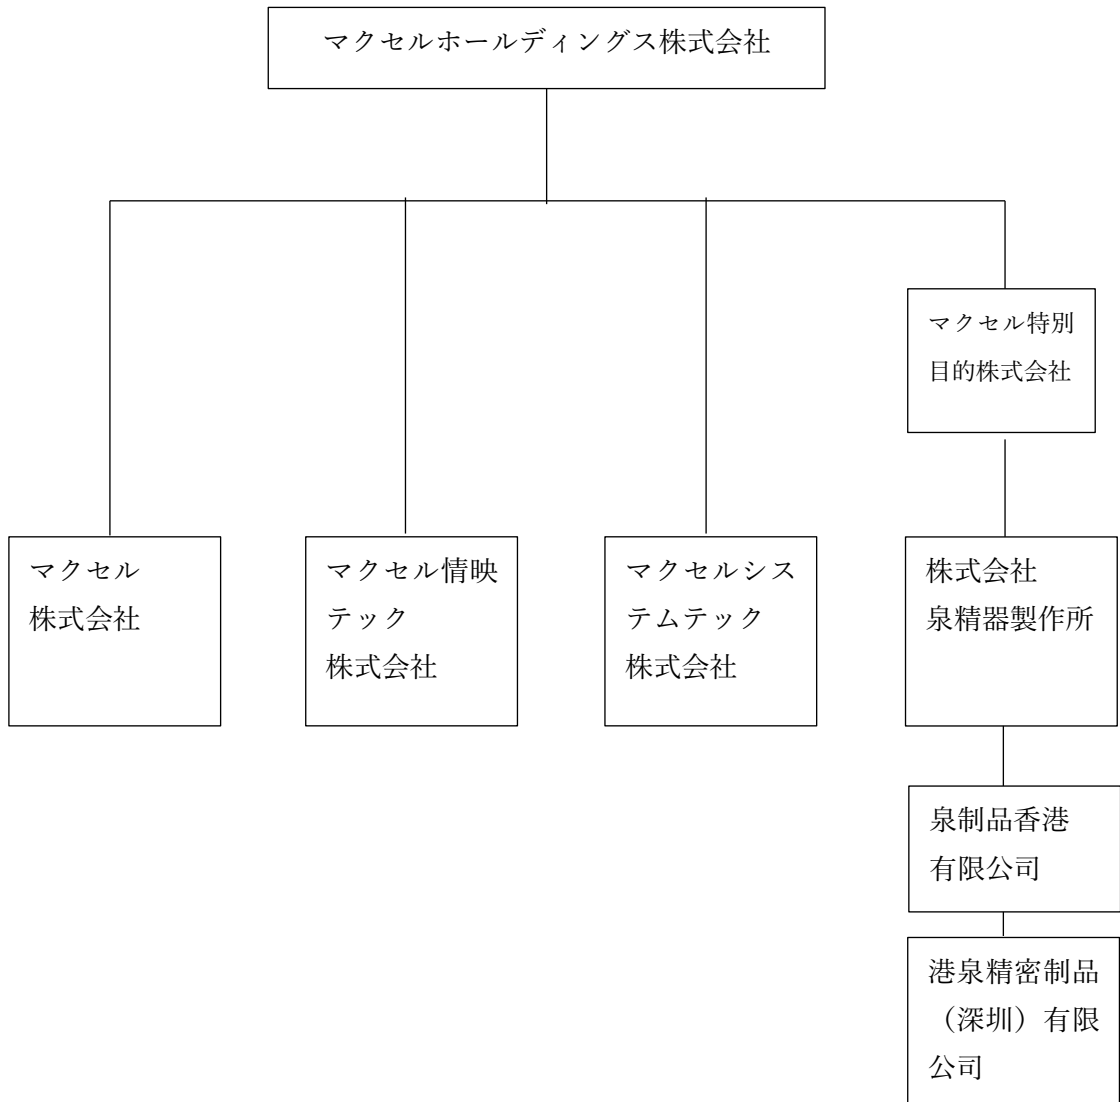 マクセルホールディングス株式会社
マクセル特別
目的株式会社
マクセル
株式会社
マクセル情映
テック
株式会社
マクセルシス
テムテック
株式会社
株式会社
泉精器製作所
泉制品香港
有限公司
港泉精密制品
（深圳）有限
公司